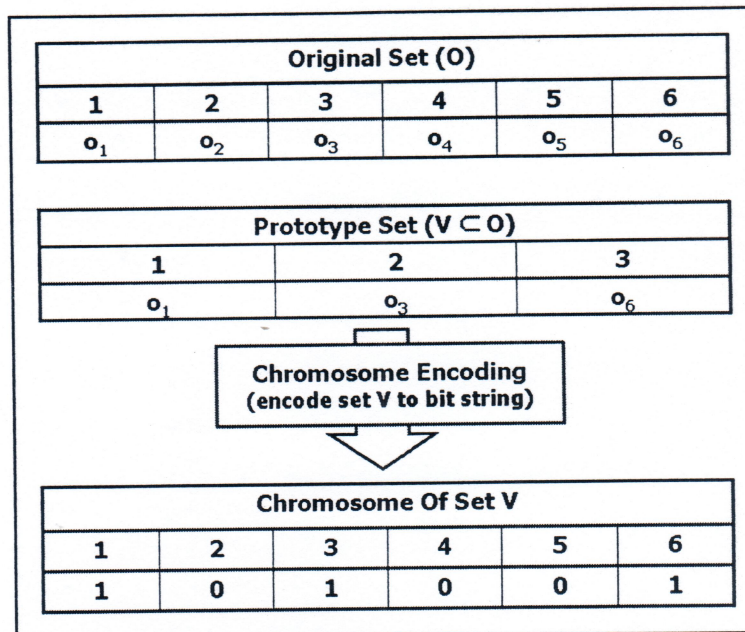 Original Set (O)
1 2 3 4 5 6
o₁ o₂ o₃ o₄ o₅ o₆
Prototype Set (V ⊂ O)
1 2 3
o₁ o₃ o₆
Chromosome Encoding
(encode set V to bit string)
Chromosome Of Set V
1 2 3 4 5 6
1 0 1 0 0 1